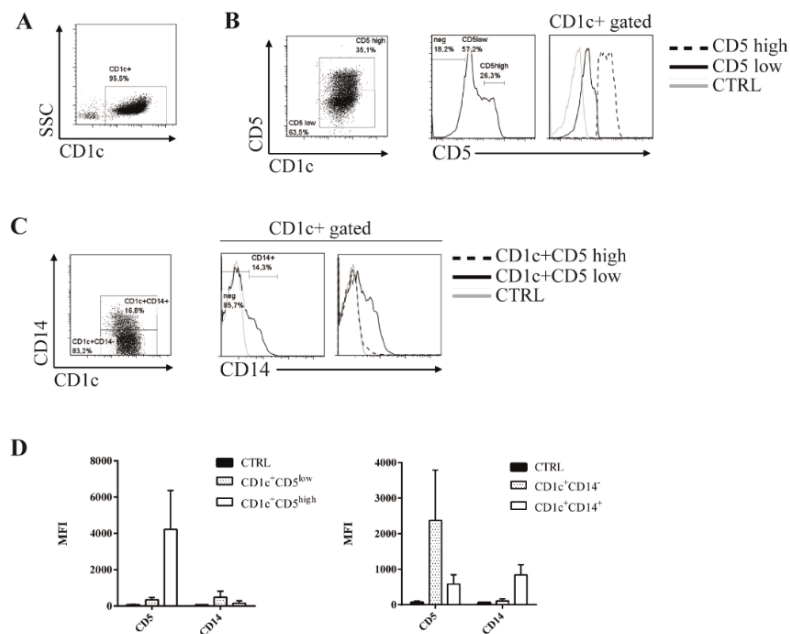 A
SSC
CD1c+
95,5%
CD1c
B
CD5
CD5 high
35,1%
CD5 low
63,5%
CD1c
neg
18,2%
CD5low
57,2%
CD5high
26,3%
CD5
CD1c+ gated
CD5 high
CD5 low
CTRL
C
CD14
CD1c+CD14+
16,8%
CD1c+CD14-
83,2%
CD1c
CD1c+ gated
CD14+
14,3%
neg
85,7%
CD14
CD1c+CD5 high
CD1c+CD5 low
CTRL
D
MFI
8000
6000
4000
2000
0
CD5
CD14
CTRL
CD1c⁺CD5ˡᵒʷ
CD1c⁺CD5ʰⁱᵍʰ
MFI
4000
3000
2000
1000
0
CD5
CD14
CTRL
CD1c⁺CD14⁻
CD1c⁺CD14⁺